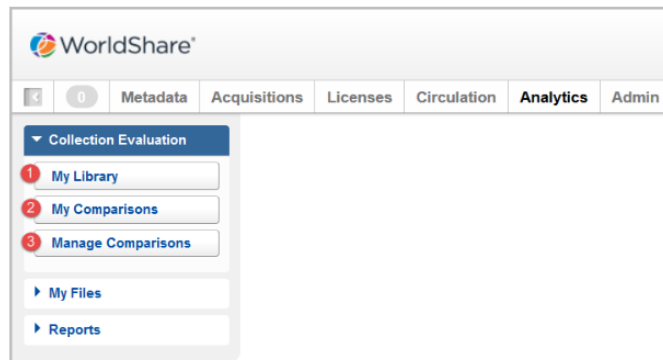 WorldShare®
0 Metadata Acquisitions Licenses Circulation Analytics Admin
Collection Evaluation
1 My Library
2 My Comparisons
3 Manage Comparisons
My Files
Reports